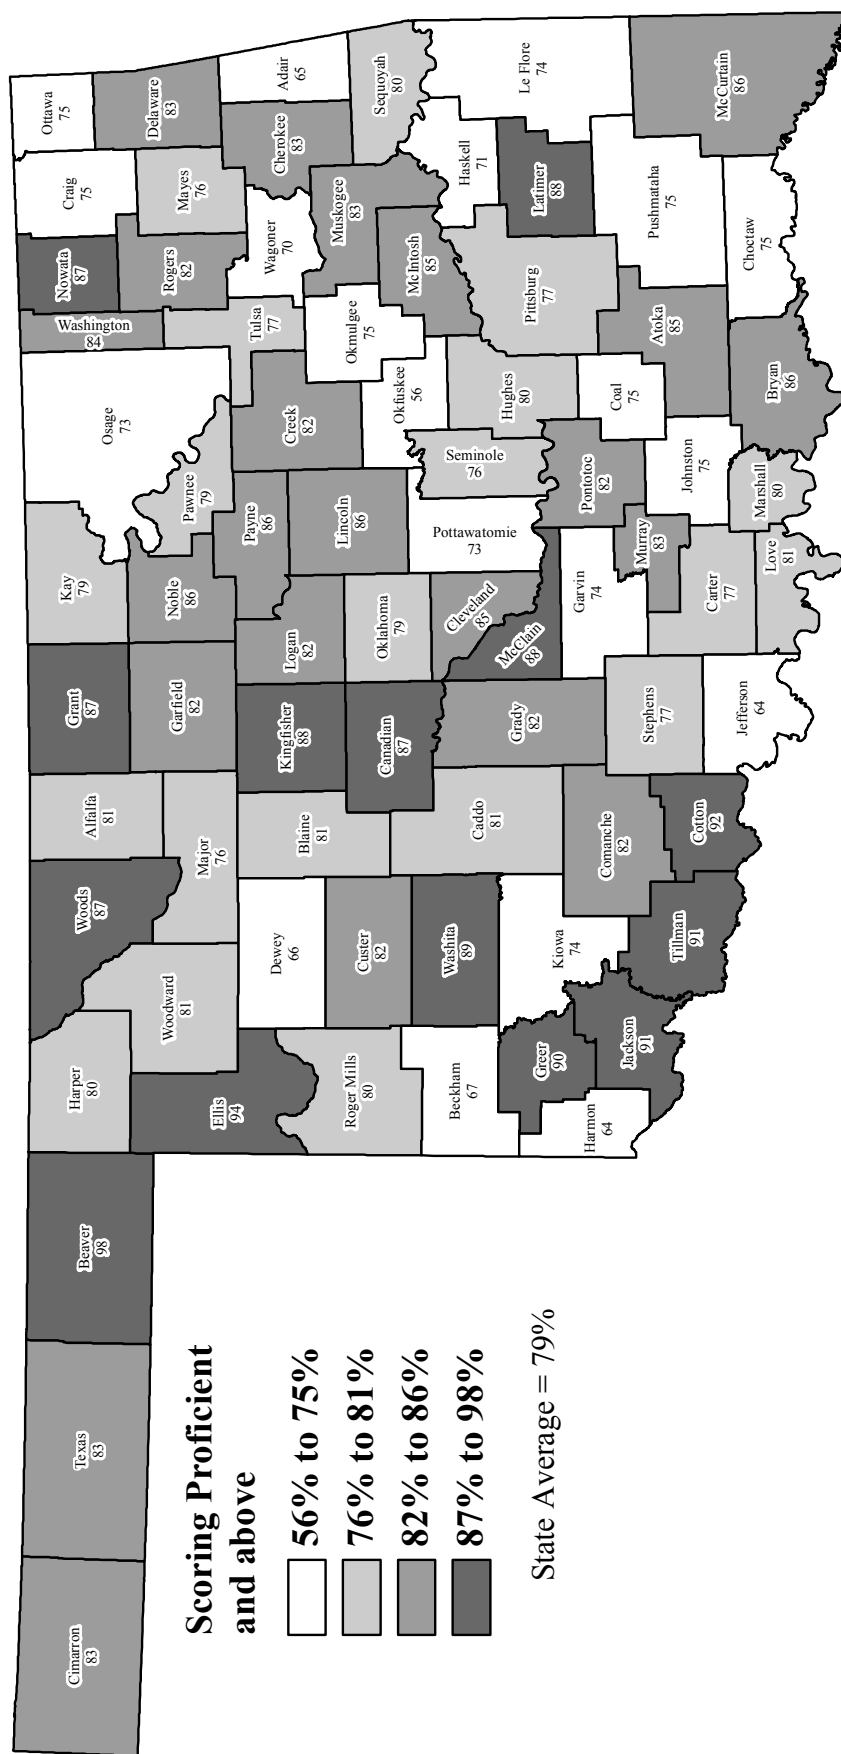 Cimarron
83
Texas
83
Beaver
98
Harper
80
Woods
87
Alfalfa
81
Grant
87
Kay
79
Osage
73
Washington
84
Nowata
87
Craig
75
Ottawa
75
Ellis
94
Woodward
81
Major
76
Garfield
82
Noble
86
Pawnee
79
Rogers
82
Mayes
76
Delaware
83
Roger Mills
80
Dewey
66
Blaine
81
Kingfisher
88
Logan
82
Payne
86
Creek
82
Tulsa
77
Wagoner
70
Cherokee
83
Adair
65
Custer
82
Canadian
87
Oklahoma
79
Lincoln
86
Okfuskee
56
Okmulgee
75
Muskogee
83
Sequoyah
80
Beckham
67
Washita
89
Caddo
81
Grady
82
Cleveland
85
McClain
88
Pottawatomie
73
Seminole
76
Hughes
80
McIntosh
85
Haskell
71
Le Flore
74
Harmon
64
Greer
90
Kiowa
74
Jackson
91
Tillman
91
Comanche
82
Cotton
92
Stephens
77
Jefferson
64
Garvin
74
Murray
83
Carter
77
Love
81
Pontotoc
82
Johnston
75
Marshall
80
Coal
75
Pittsburg
77
Latimer
88
Atoka
85
Bryan
86
Pushmataha
75
Choctaw
75
McCurtain
86
Scoring Proficient
and above
56% to 75%
76% to 81%
82% to 86%
87% to 98%
State Average = 79%